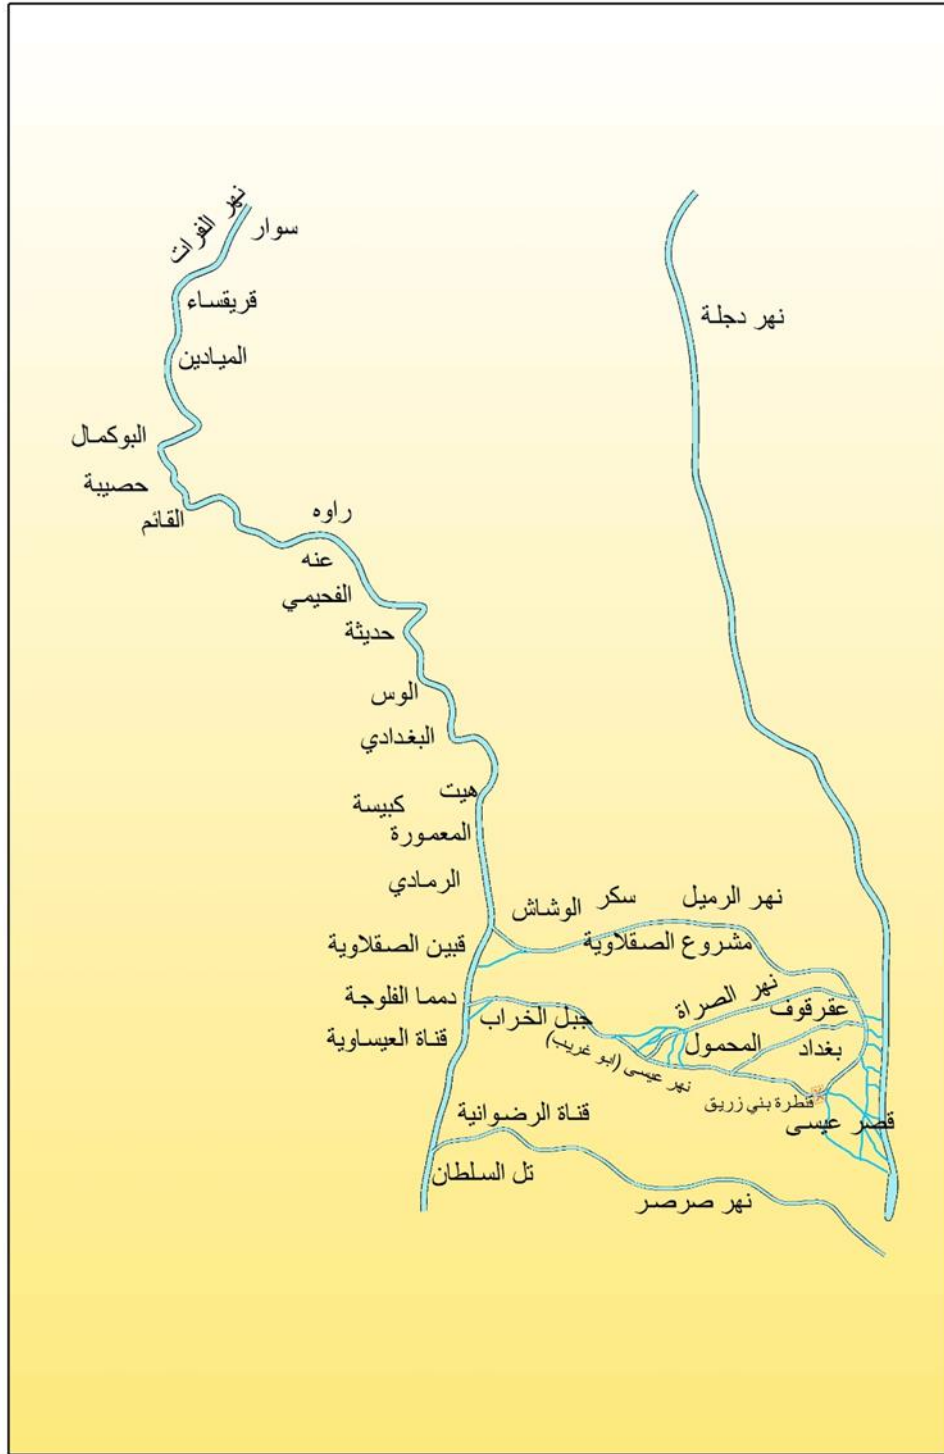 نهر الفرات
سوار
قريقساء
نهر دجلة
الميادين
البوكمال
حصيبة
القائم
راوه
عنه
الفحيمي
حديثة
الوس
البغدادي
هيت
كبيسة
المعمورة
الرمادي
نهر الرميل
سكر
الوشاش
قبين الصقلاوية
مشروع الصقلاوية
دمما الفلوجة
نهر الصراة
عقرقوف
جبل الخراب
قناة العيساوية
المحمول
بغداد
نهر عيسى (ابو غريب)
قنطرة بني زريق
قصر عيسى
قناة الرضوانية
تل السلطان
نهر صرصر